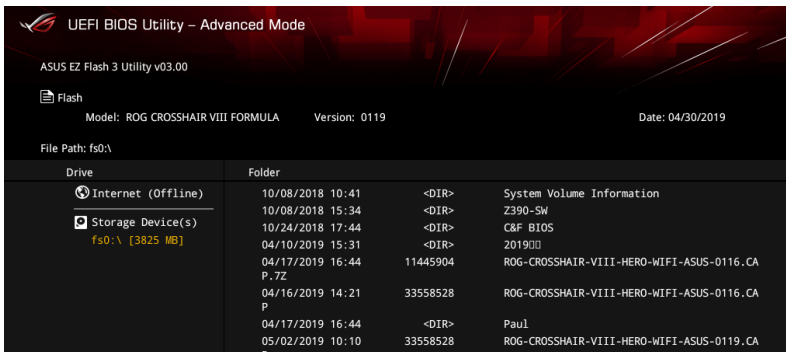 UEFI BIOS Utility – Advanced Mode
ASUS EZ Flash 3 Utility v03.00
Flash
Model: ROG CROSSHAIR VIII FORMULA Version: 0119 Date: 04/30/2019
File Path: fs0:\
Drive Folder
Internet (Offline)
Storage Device(s)
fs0:\ [3825 MB]
10/08/2018 10:41 <DIR> System Volume Information
10/08/2018 15:34 <DIR> Z390-SW
10/24/2018 17:44 <DIR> C&F BIOS
04/10/2019 15:31 <DIR> 2019▯▯
04/17/2019 16:44 11445904 ROG-CROSSHAIR-VIII-HERO-WIFI-ASUS-0116.CA
P.7Z
04/16/2019 14:21 33558528 ROG-CROSSHAIR-VIII-HERO-WIFI-ASUS-0116.CA
P
04/17/2019 16:44 <DIR> Paul
05/02/2019 10:10 33558528 ROG-CROSSHAIR-VIII-HERO-WIFI-ASUS-0119.CA